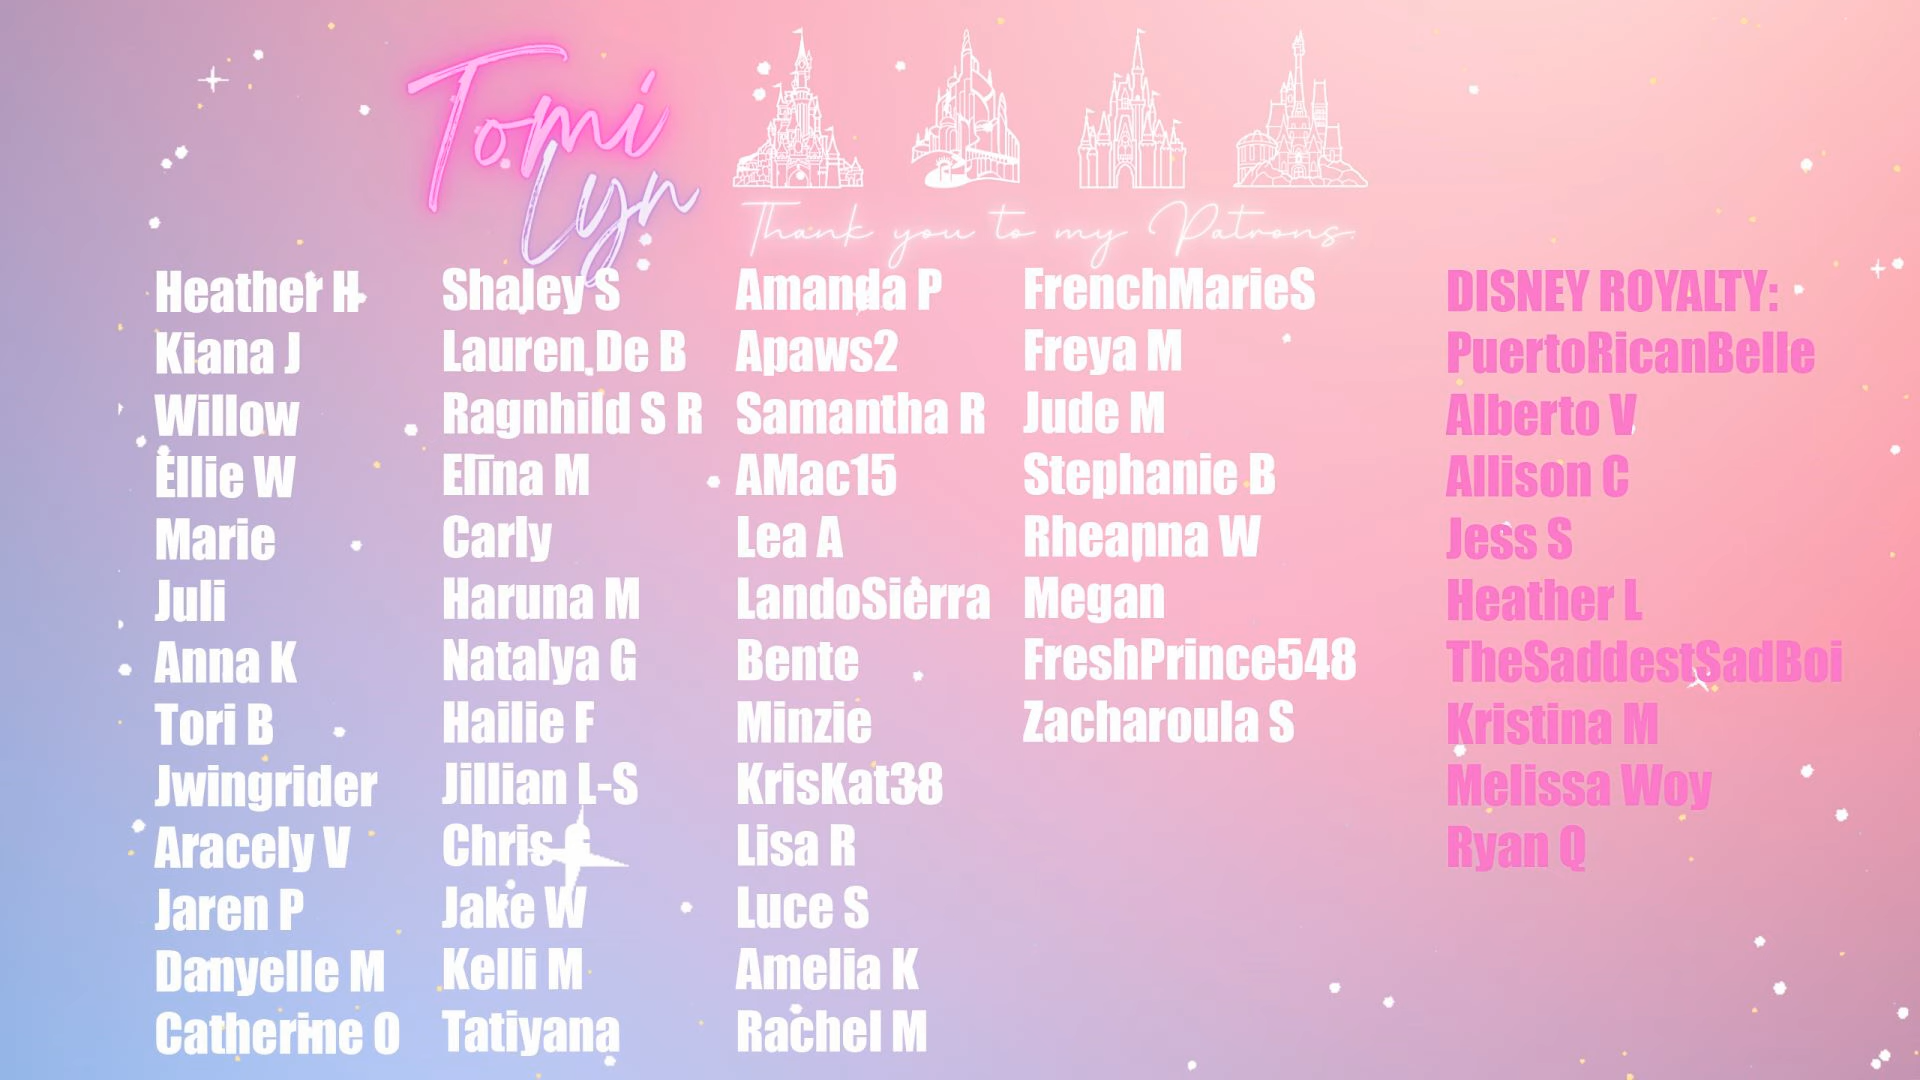 Tomi
Lyn
Thank you to my Patrons
Heather H
Kiana J
Willow
Ellie W
Marie
Juli
Anna K
Tori B
Jwingrider
Aracely V
Jaren P
Danyelle M
Catherine O
Shaley S
Lauren De B
Ragnhild S R
Elīna M
Carly
Haruna M
Natalya G
Hailie F
Jillian L-S
Chris
Jake W
Kelli M
Tatiyana
Amanda P
Apaws2
Samantha R
AMac15
Lea A
LandoSierra
Bente
Minzie
KrisKat38
Lisa R
Luce S
Amelia K
Rachel M
FrenchMarieS
Freya M
Jude M
Stephanie B
Rheanna W
Megan
FreshPrince548
Zacharoula S
DISNEY ROYALTY:
PuertoRicanBelle
Alberto V
Allison C
Jess S
Heather L
TheSaddestSadBoi
Kristina M
Melissa Woy
Ryan Q